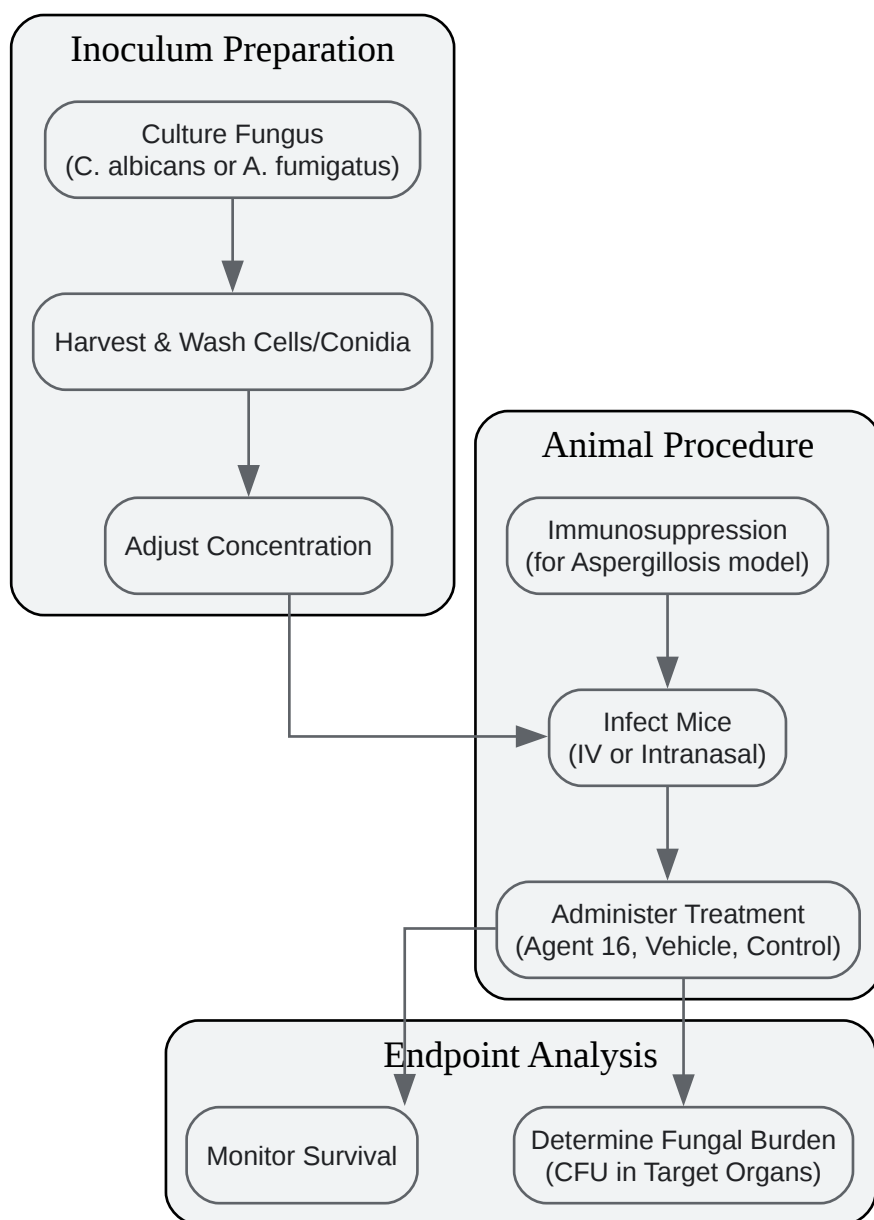 Inoculum Preparation
Culture Fungus
(C. albicans or A. fumigatus)
Harvest & Wash Cells/Conidia
Adjust Concentration
Animal Procedure
Immunosuppression
(for Aspergillosis model)
Infect Mice
(IV or Intranasal)
Administer Treatment
(Agent 16, Vehicle, Control)
Endpoint Analysis
Monitor Survival
Determine Fungal Burden
(CFU in Target Organs)